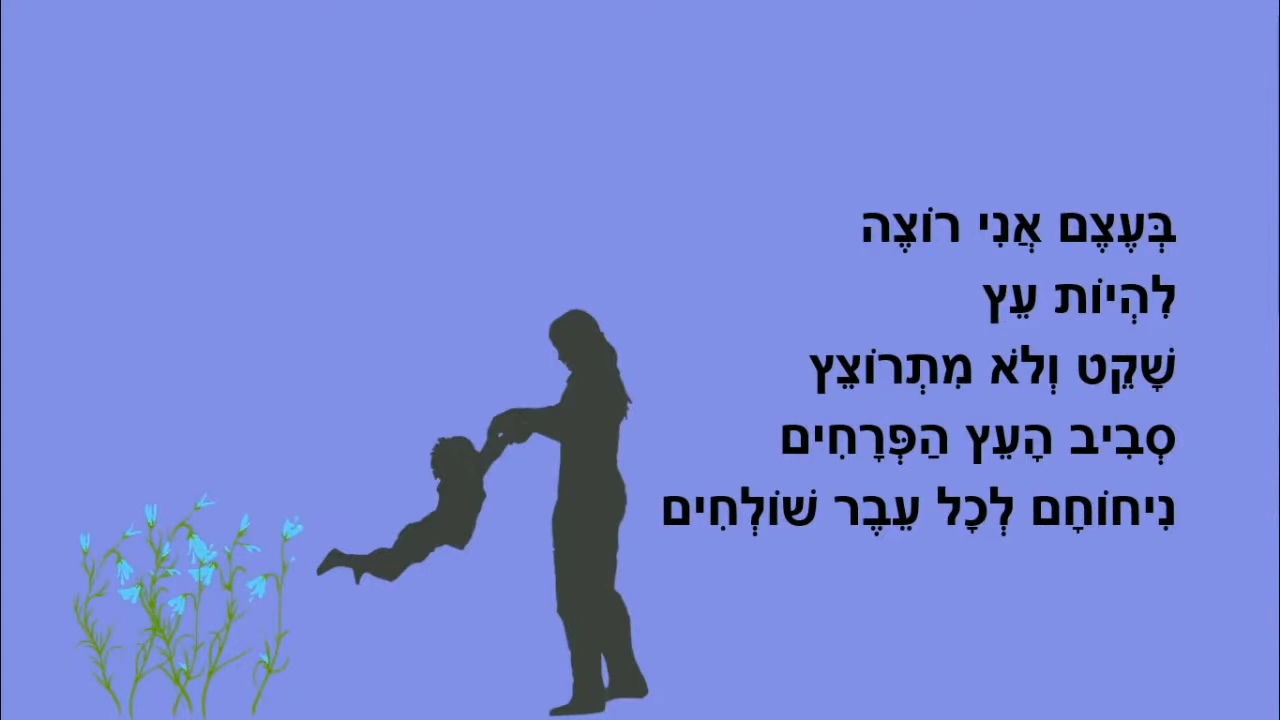 בְּעֶצֶם אֲנִי רוֹצֶה
לִהְיוֹת עֵץ
שָׁקֵט וְלֹא מִתְרוֹצֵץ
סְבִיב הָעֵץ הַפְּרָחִים
נִיחוֹחָם לְכָל עֵבֶר שׁוֹלְחִים